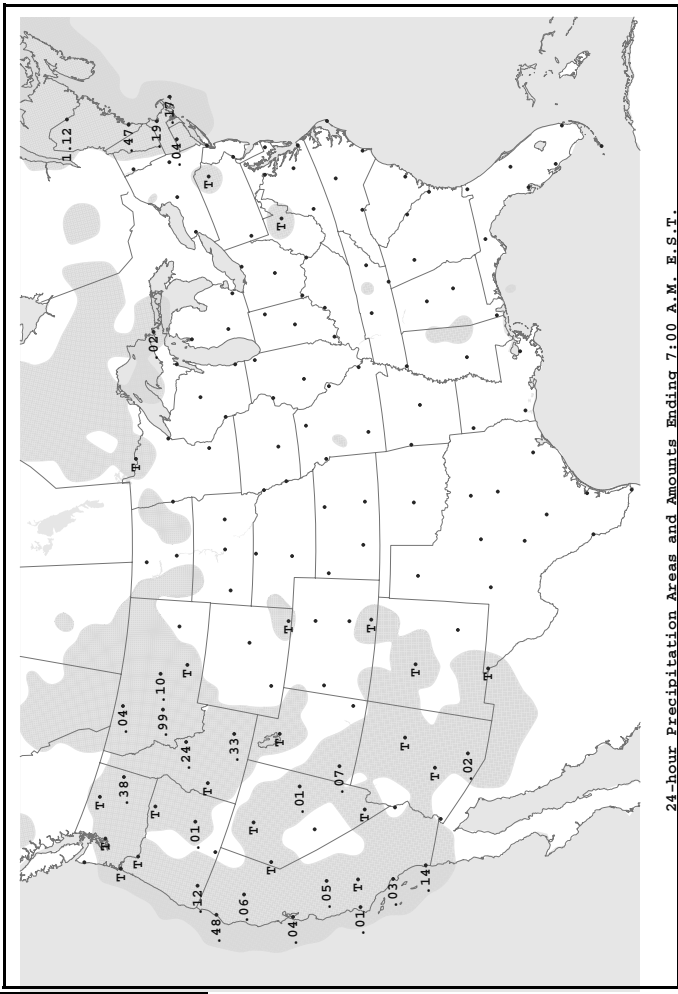 1.12
T
T
T
.38
.04
.47
T
T
.02
T
.19
.99
.10
.17
.04
.24
T
.01
.12
T
T
.48
.33
.06
T
T
T
T
T
.04
.01
.05
.07
T
.01
T
T
.03
T
T
.14
T
.02
T
24-hour Precipitation Areas and Amounts Ending 7:00 A.M. E.S.T.